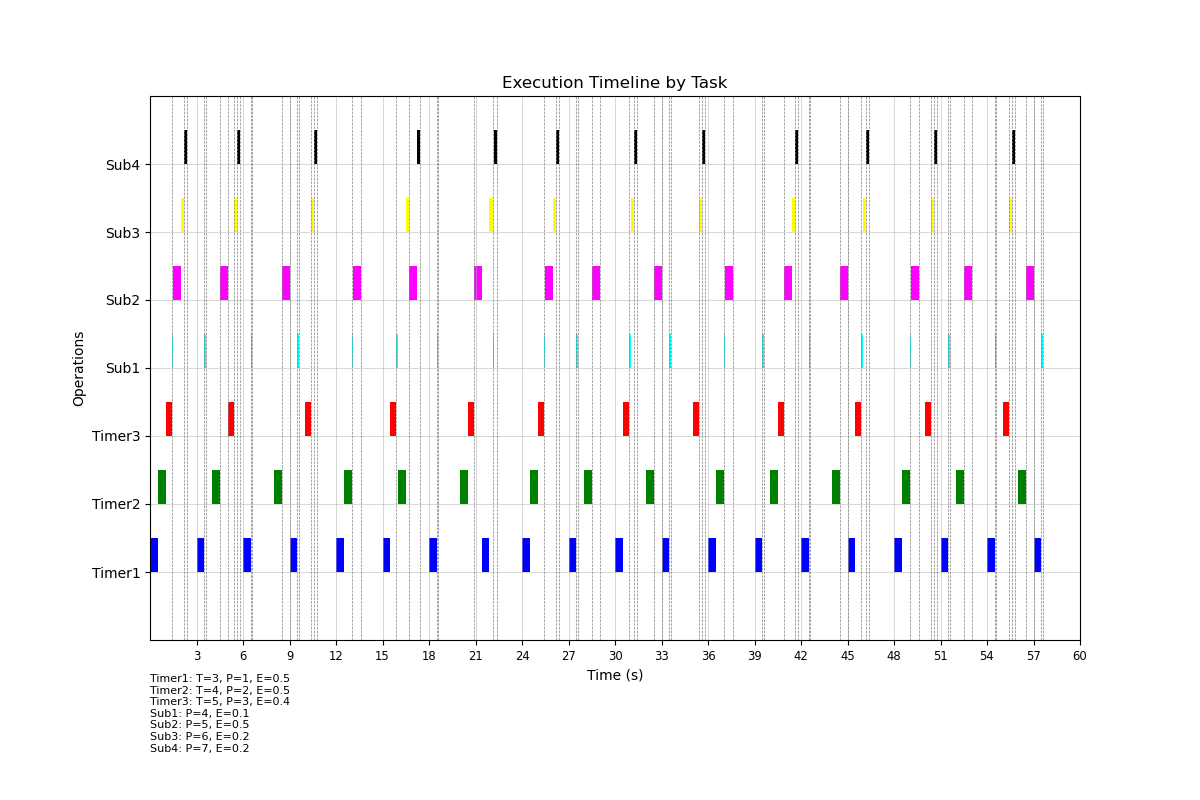 Execution Timeline by Task
Sub4
Sub3
Sub2
Sub1
Timer3
Timer2
Timer1
Operations
3 6 9 12 15 18 21 24 27 30 33 36 39 42 45 48 51 54 57 60
Time (s)
Timer1: T=3, P=1, E=0.5
Timer2: T=4, P=2, E=0.5
Timer3: T=5, P=3, E=0.4
Sub1: P=4, E=0.1
Sub2: P=5, E=0.5
Sub3: P=6, E=0.2
Sub4: P=7, E=0.2